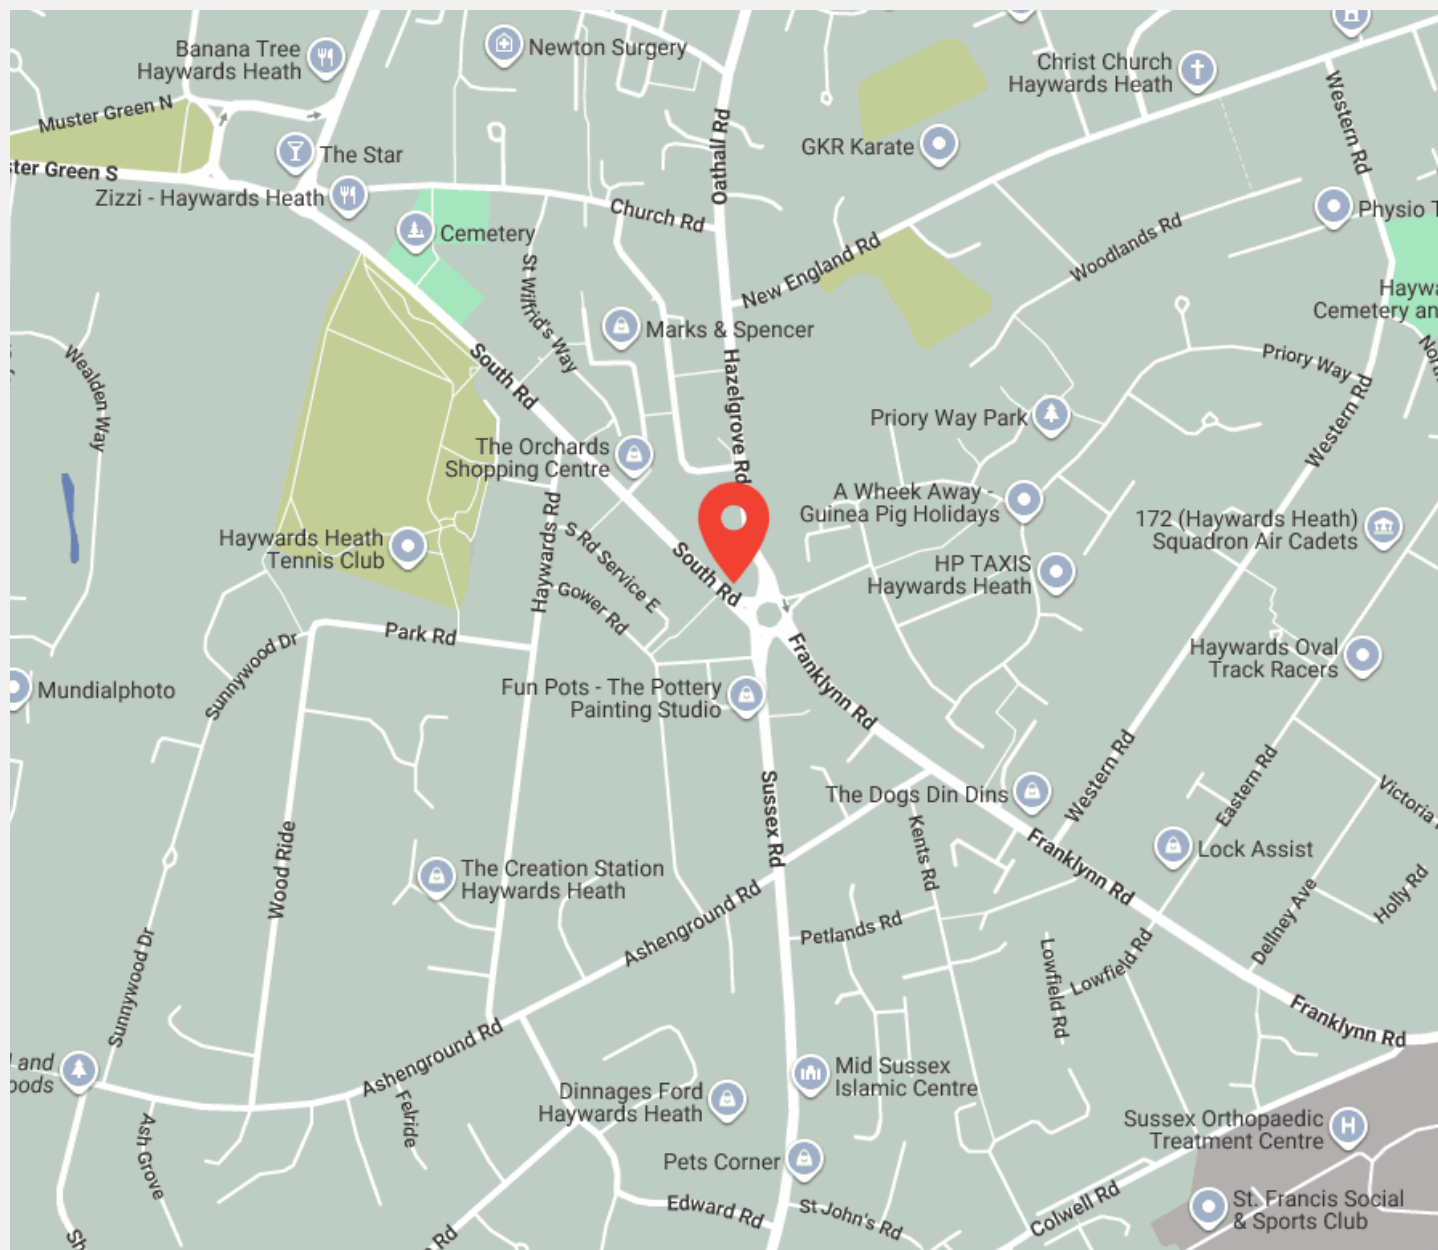 Banana Tree
Haywards Heath
Newton Surgery
Christ Church
Haywards Heath
Muster Green N
The Star
ster Green S
Zizzi - Haywards Heath
Cemetery
Church Rd
Oathall Rd
GKR Karate
Western Rd
Physio T
New England Rd
Woodlands Rd
St Wilfrid's Way
Haywa
Cemetery an
Marks & Spencer
Wealden Way
South Rd
Hazelgrove Rd
Priory Way
North
Priory Way Park
Western Rd
The Orchards
Shopping Centre
A Wheek Away -
Guinea Pig Holidays
172 (Haywards Heath)
Squadron Air Cadets
Haywards Heath
Tennis Club
Haywards Rd
S Rd Service E
South Rd
HP TAXIS
Haywards Heath
Gower Rd
Park Rd
Sunnywood Dr
Mundialphoto
Fun Pots - The Pottery
Painting Studio
Franklynn Rd
Haywards Oval
Track Racers
Sussex Rd
The Dogs Din Dins
Western Rd
Eastern Rd
Victoria
Kents Rd
Franklynn Rd
Lock Assist
Wood Ride
The Creation Station
Haywards Heath
Ashenground Rd
Petlands Rd
Dellney Ave
Holly Rd
Sunnywood Dr
Lowfield Rd
Lowfield Rd
Franklynn Rd
Ashenground Rd
l and
oods
Ash Grove
Felride
Dinnages Ford
Haywards Heath
Mid Sussex
Islamic Centre
Sussex Orthopaedic
Treatment Centre
Pets Corner
Edward Rd
St John's Rd
Colwell Rd
St. Francis Social
& Sports Club
Sh
Rd